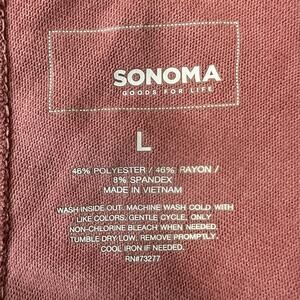 SONOMA
GOODS FOR LIFE
L
46% POLYESTER / 46% RAYON /
8% SPANDEX
MADE IN VIETNAM
WASH INSIDE OUT. MACHINE WASH COLD WITH
LIKE COLORS. GENTLE CYCLE. ONLY
NON-CHLORINE BLEACH WHEN NEEDED.
TUMBLE DRY LOW. REMOVE PROMPTLY.
COOL IRON IF NEEDED.
RN#73277